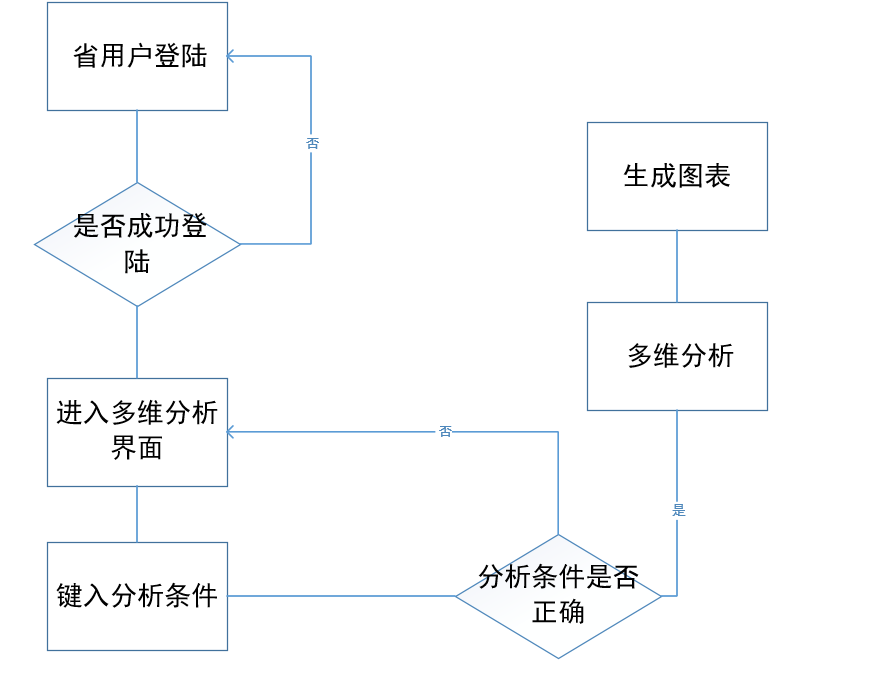 省用户登陆
否
是否成功登
陆
进入多维分析
界面
否
键入分析条件
分析条件是否
正确
是
多维分析
生成图表